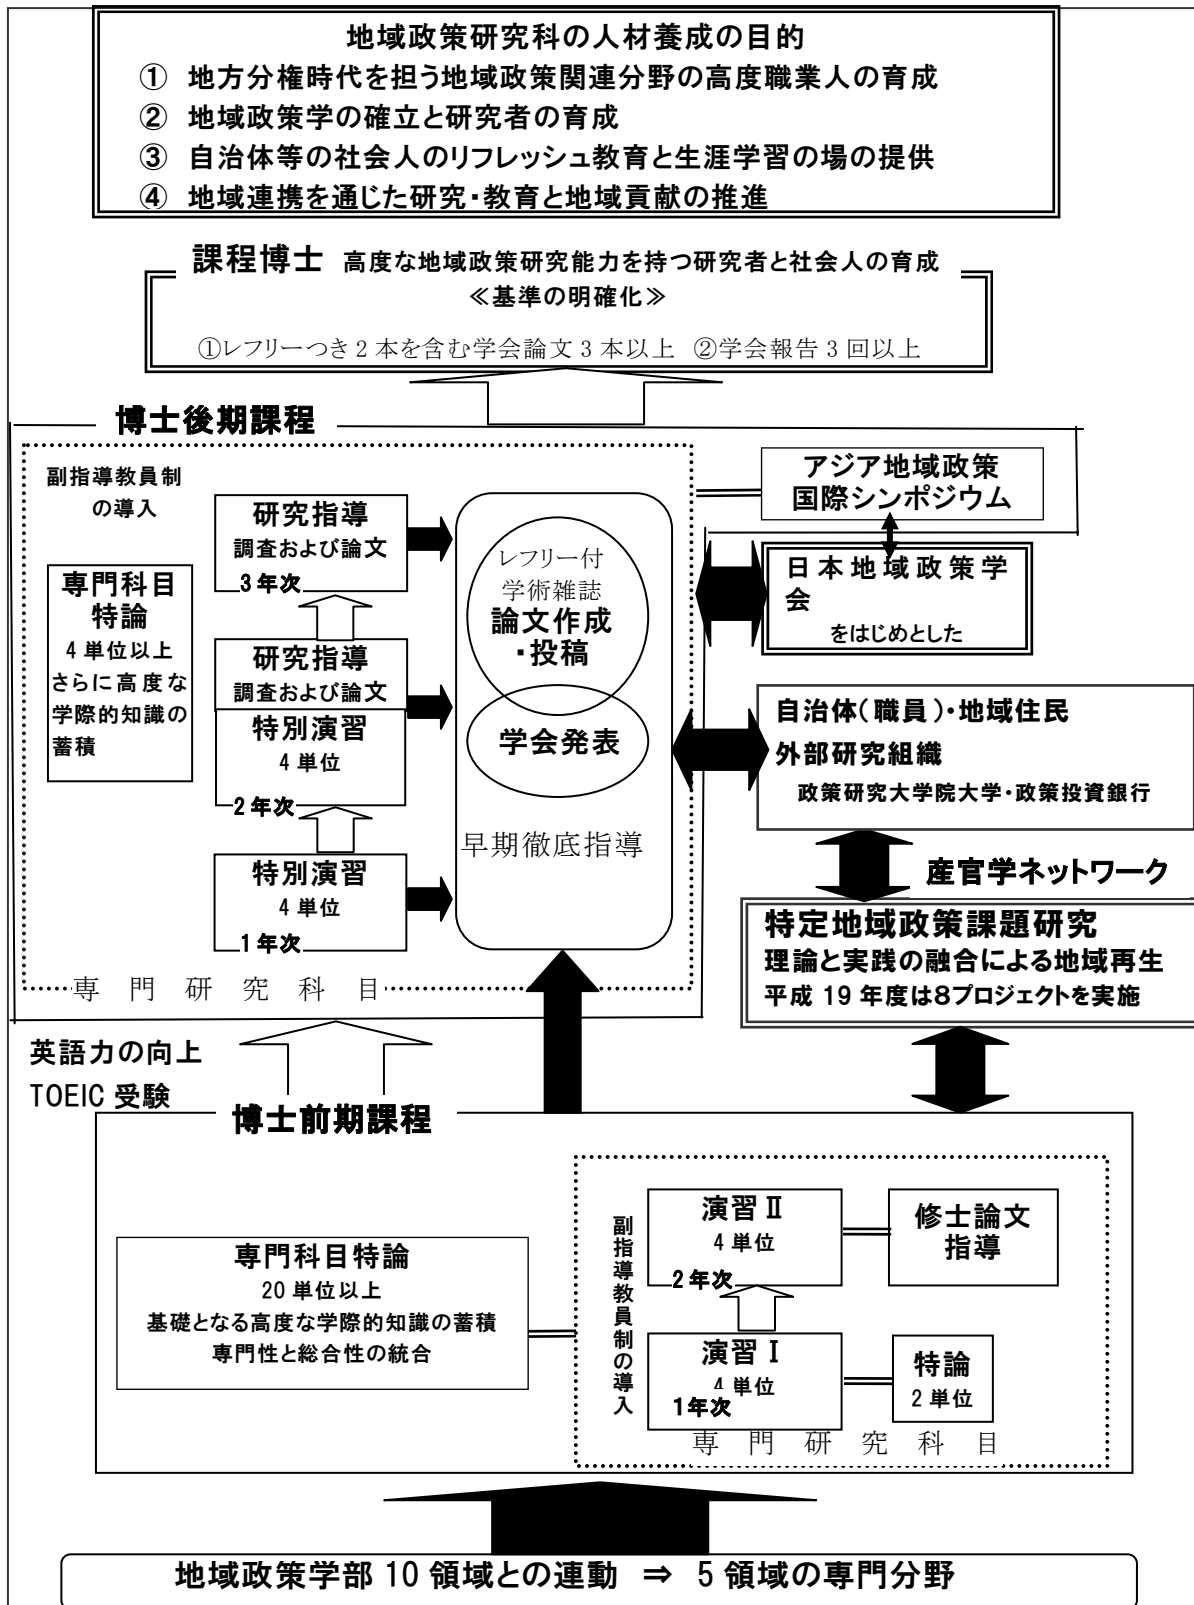 地域政策研究科の人材養成の目的
① 地方分権時代を担う地域政策関連分野の高度職業人の育成
② 地域政策学の確立と研究者の育成
③ 自治体等の社会人のリフレッシュ教育と生涯学習の場の提供
④ 地域連携を通じた研究・教育と地域貢献の推進
課程博士 高度な地域政策研究能力を持つ研究者と社会人の育成
≪基準の明確化≫
①レフリーつき 2 本を含む学会論文 3 本以上 ②学会報告 3 回以上
博士後期課程
副指導教員制
の導入
専門科目
特論
4 単位以上
さらに高度な
学際的知識の
蓄積
研究指導
調査および論文
3 年次
研究指導
調査および論文
特別演習
4 単位
2 年次
特別演習
4 単位
1 年次
レフリー付
学術雑誌
論文作成
・投稿
学会発表
早期徹底指導
専門研究科目
アジア地域政策
国際シンポジウム
日本地域政策学
会
をはじめとした
自治体(職員)・地域住民
外部研究組織
政策研究大学院大学・政策投資銀行
産官学ネットワーク
特定地域政策課題研究
理論と実践の融合による地域再生
平成 19 年度は8プロジェクトを実施
英語力の向上
TOEIC 受験
博士前期課程
専門科目特論
20 単位以上
基礎となる高度な学際的知識の蓄積
専門性と総合性の統合
副指導教員制の導入
演習 Ⅱ
4 単位
2 年次
修士論文
指導
演習 Ⅰ
4 単位
1年次
特論
2 単位
専門研究科目
地域政策学部 10 領域との連動 ⇒ 5 領域の専門分野